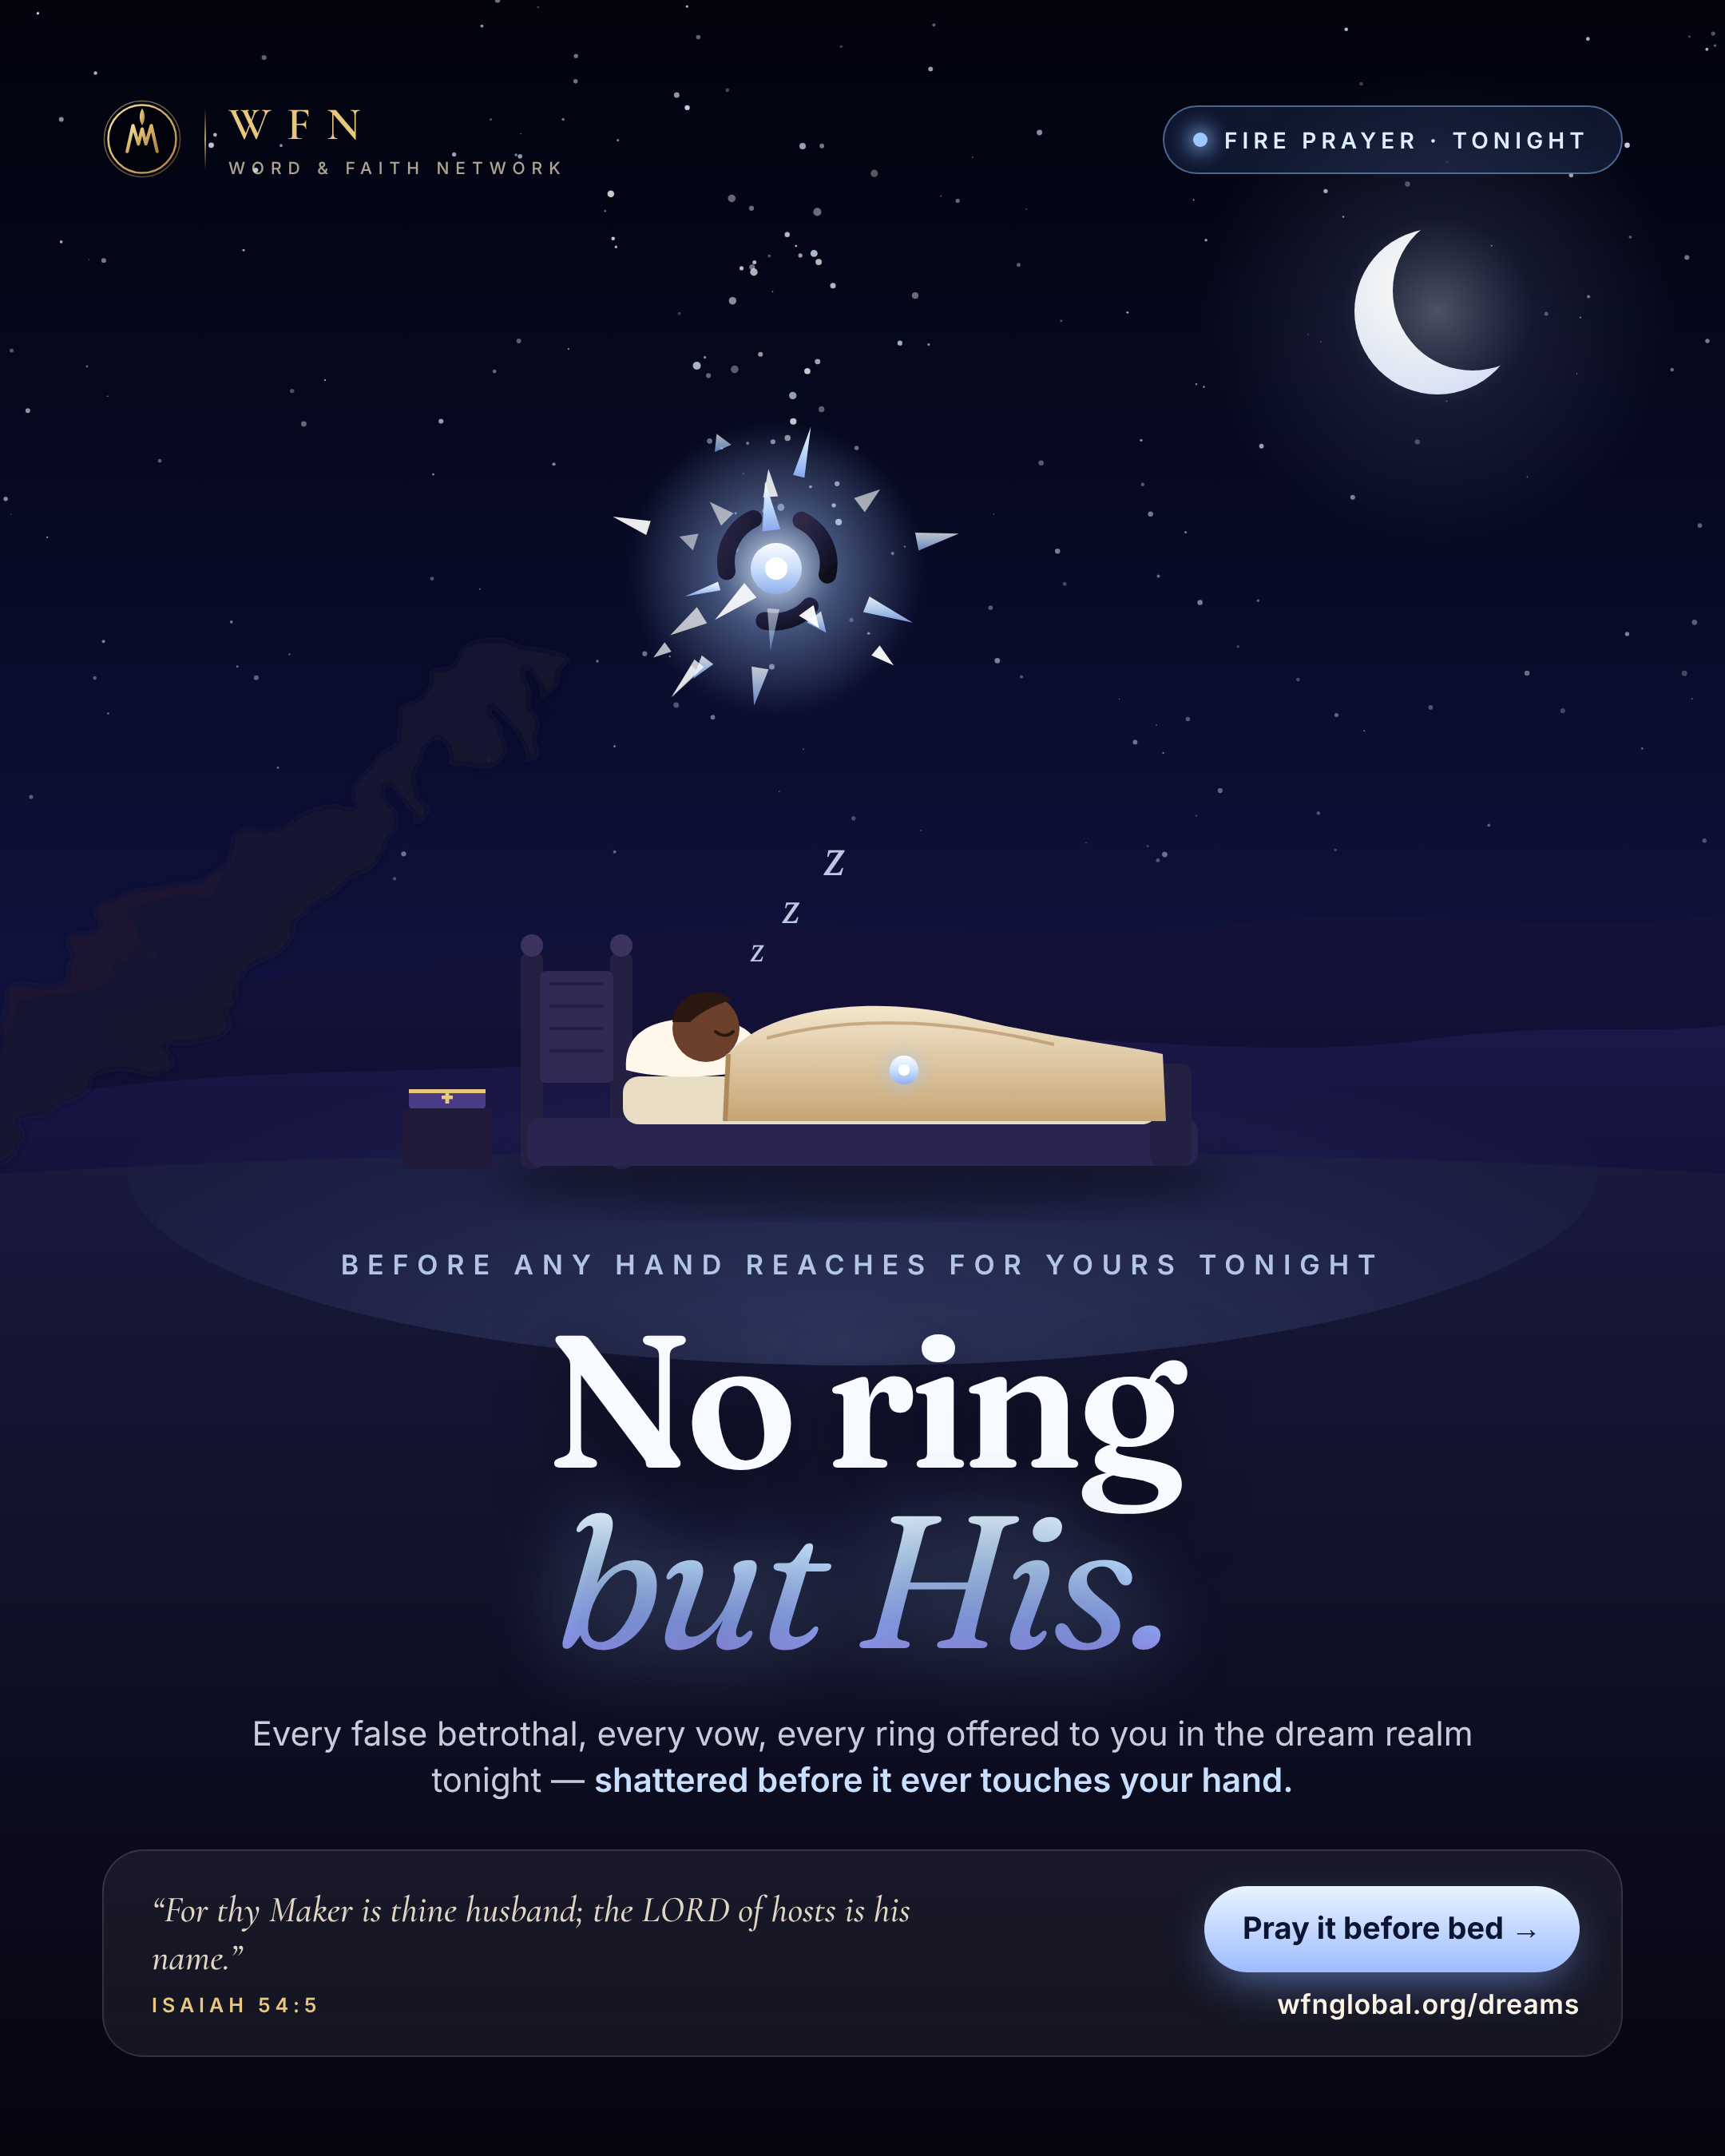 WFN
WORD & FAITH NETWORK
FIRE PRAYER · TONIGHT
z
z
z
BEFORE ANY HAND REACHES FOR YOURS TONIGHT
No ring
but His.
Every false betrothal, every vow, every ring offered to you in the dream realm
tonight — shattered before it ever touches your hand.
“For thy Maker is thine husband; the LORD of hosts is his
name.”
ISAIAH 54:5
Pray it before bed →
wfnglobal.org/dreams